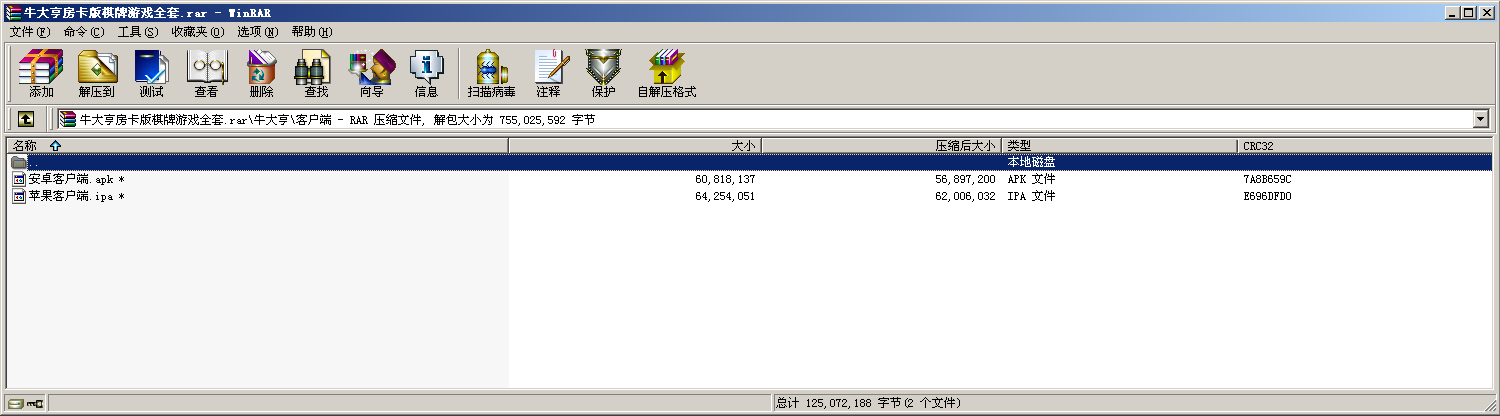 牛大亨房卡版棋牌游戏全套.rar - WinRAR
文件(F) 命令(C) 工具(S) 收藏夹(O) 选项(N) 帮助(H)
添加 解压到 测试 查看 删除 查找 向导 信息 扫描病毒 注释 保护 自解压格式
牛大亨房卡版棋牌游戏全套.rar\牛大亨\客户端 - RAR 压缩文件, 解包大小为 755,025,592 字节
名称 大小 压缩后大小 类型 CRC32
.. 本地磁盘
安卓客户端.apk * 60,818,137 56,897,200 APK 文件 7A8B659C
苹果客户端.ipa * 64,254,051 62,006,032 IPA 文件 E696DFD0
总计 125,072,188 字节(2 个文件)